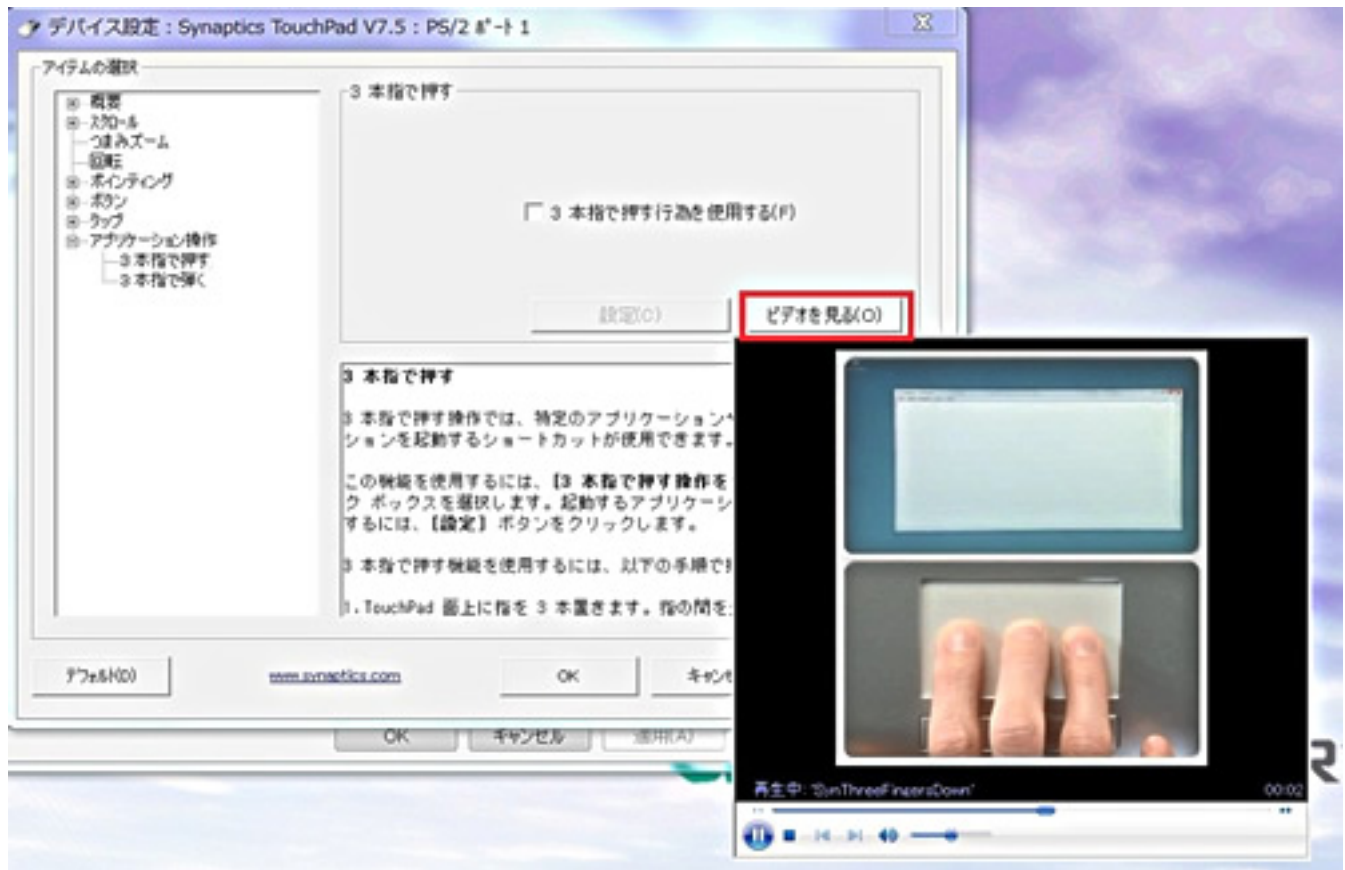 デバイス設定 : Synaptics TouchPad V7.5 : PS/2 ポート 1
アイテムの選択
概要
スクロール
つまみズーム
回転
ポインティング
ボタン
タップ
アプリケーション操作
3 本指で押す
3 本指で弾く
3 本指で押す
3 本指で押す行為を使用する(F)
設定(C)
ビデオを見る(O)
3 本指で押す
3 本指で押す操作では、特定のアプリケーション
ションを起動するショートカットが使用できます。
この機能を使用するには、[3 本指で押す操作を
ク ボックスを選択します。起動するアプリケーシ
するには、[設定] ボタンをクリックします。
3 本指で押す機能を使用するには、以下の手順で
1.TouchPad 面上に指を 3 本置きます。指の間を
デフォルト(D)
www.synaptics.com
OK
キャンセ
OK
キャンセル
適用(A)
R
再生中: 'SynThreeFingersDown'
00:02